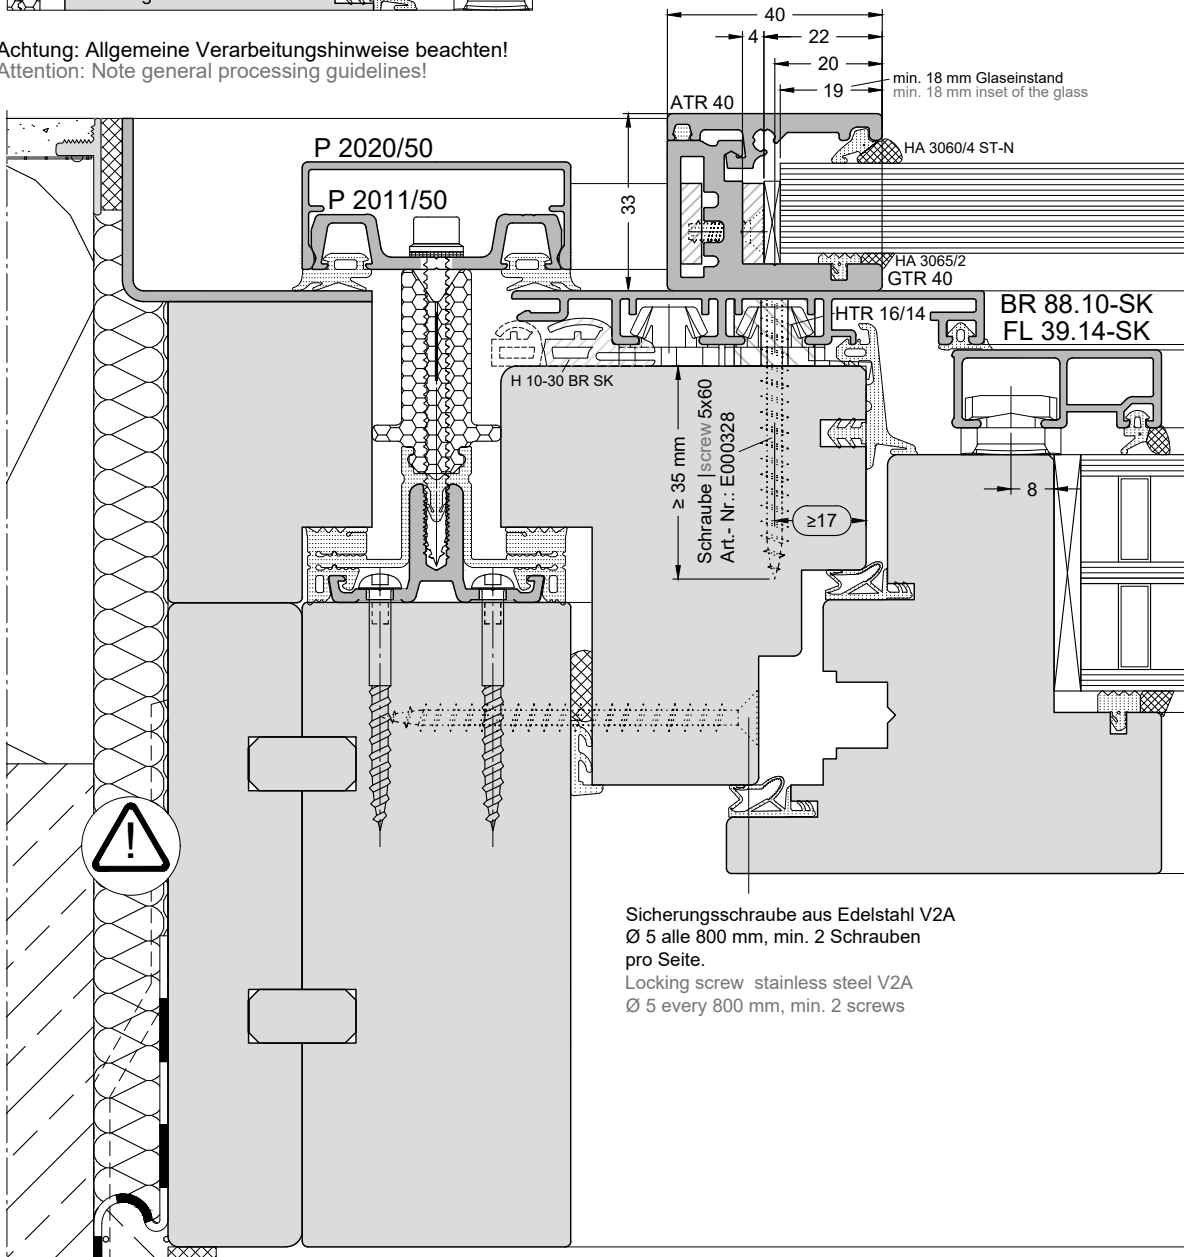 Achtung: Allgemeine Verarbeitungshinweise beachten!
Attention: Note general processing guidelines!
40
4
22
20
19
min. 18 mm Glaseinstand
min. 18 mm inset of the glass
ATR 40
HA 3060/4 ST-N
P 2020/50
P 2011/50
33
HA 3065/2
GTR 40
BR 88.10-SK
FL 39.14-SK
HTR 16/14
H 10-30 BR SK
≥ 35 mm
Schraube |screw 5x60
Art.- Nr.: E000328
8
≥17
!
Sicherungsschraube aus Edelstahl V2A
Ø 5 alle 800 mm, min. 2 Schrauben
pro Seite.
Locking screw stainless steel V2A
Ø 5 every 800 mm, min. 2 screws